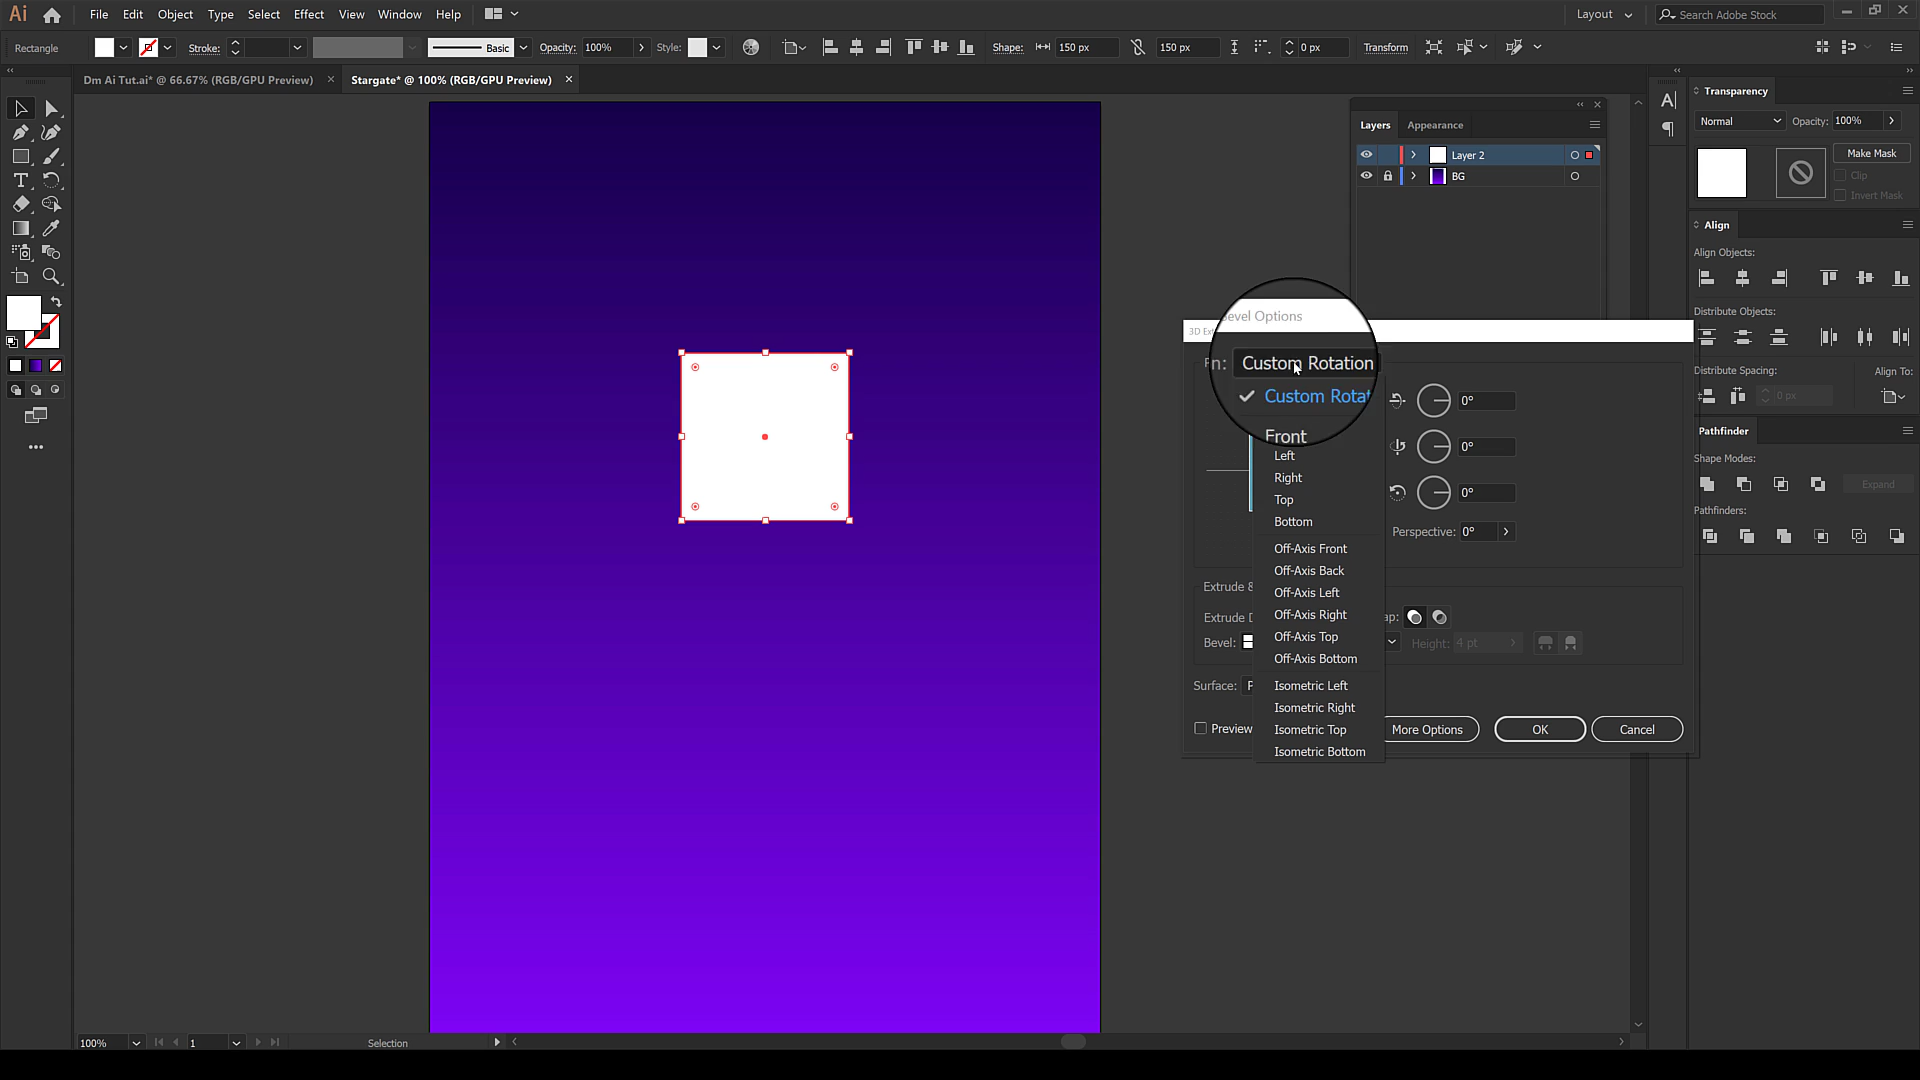 Ai File Edit Object Type Select Effect View Window Help Layout Search Adobe Stock
Rectangle Stroke: Basic Opacity: 100% Style: Shape: 150 px 150 px 0 px Transform
Dm Ai Tut.ai* @ 66.67% (RGB/GPU Preview) × Stargate* @ 100% (RGB/GPU Preview) ×
Transparency
Normal Opacity: 100%
Make Mask
Clip
Invert Mask
Layers Appearance
Layer 2
BG
Align
Align Objects:
Distribute Objects:
Distribute Spacing: Align To:
0 px
Pathfinder
Shape Modes:
Expand
Pathfinders:
Bevel Options
3D Ex
n: Custom Rotation
Custom Rotat
Front
Left
Right
Top
Bottom
Off-Axis Front
Off-Axis Back
Off-Axis Left
Off-Axis Right
Off-Axis Top
Off-Axis Bottom
Isometric Left
Isometric Right
Isometric Top
Isometric Bottom
0°
0°
0°
Perspective: 0°
Extrude &
Extrude D ap:
Bevel: Height: 4 pt
Surface: P
Preview More Options OK Cancel
100% 1 Selection